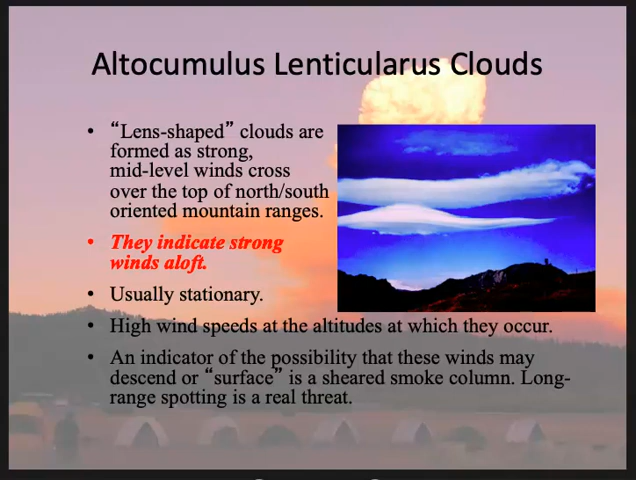 Altocumulus Lenticularus Clouds
• “Lens-shaped” clouds are
formed as strong,
mid-level winds cross
over the top of north/south
oriented mountain ranges.
• They indicate strong
winds aloft.
• Usually stationary.
• High wind speeds at the altitudes at which they occur.
• An indicator of the possibility that these winds may
descend or “surface” is a sheared smoke column. Long-
range spotting is a real threat.